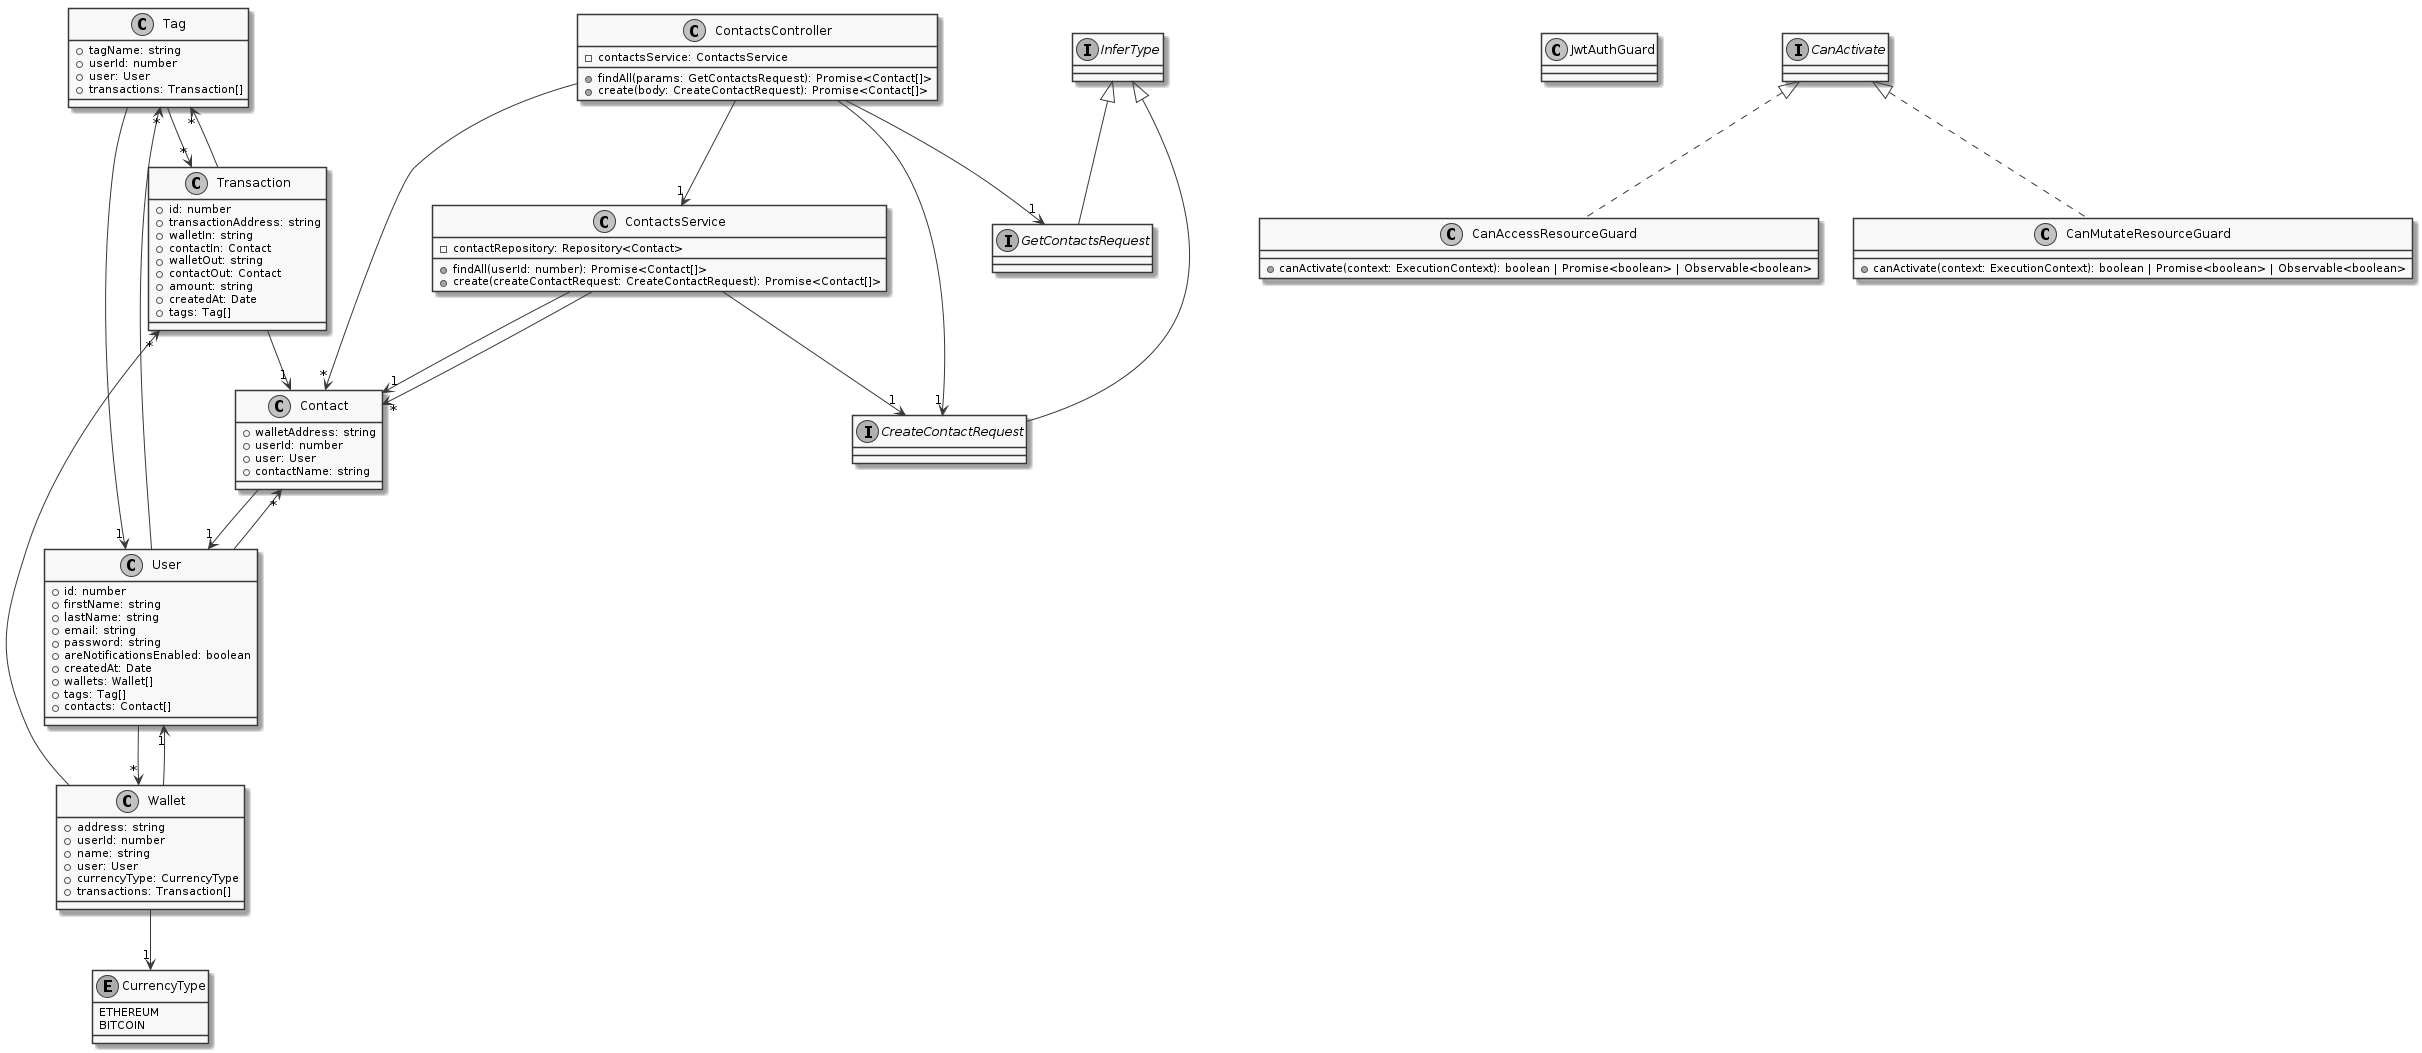 C Tag
tagName: string
userId: number
user: User
transactions: Transaction[]
C ContactsController
contactsService: ContactsService
findAll(params: GetContactsRequest): Promise<Contact[]>
create(body: CreateContactRequest): Promise<Contact[]>
I InferType
C JwtAuthGuard
I CanActivate
*
*
*
C Transaction
id: number
transactionAddress: string
walletIn: string
contactIn: Contact
walletOut: string
contactOut: Contact
amount: string
createdAt: Date
tags: Tag[]
*
1
1
C ContactsService
contactRepository: Repository<Contact>
findAll(userId: number): Promise<Contact[]>
create(createContactRequest: CreateContactRequest): Promise<Contact[]>
I GetContactsRequest
C CanAccessResourceGuard
canActivate(context: ExecutionContext): boolean | Promise<boolean> | Observable<boolean>
C CanMutateResourceGuard
canActivate(context: ExecutionContext): boolean | Promise<boolean> | Observable<boolean>
1
*
1
*
1
1
C Contact
walletAddress: string
userId: number
user: User
contactName: string
I CreateContactRequest
*
1
1
C User
id: number
firstName: string
lastName: string
email: string
password: string
areNotificationsEnabled: boolean
createdAt: Date
wallets: Wallet[]
tags: Tag[]
contacts: Contact[]
1
*
C Wallet
address: string
userId: number
name: string
user: User
currencyType: CurrencyType
transactions: Transaction[]
1
E CurrencyType
ETHEREUM
BITCOIN